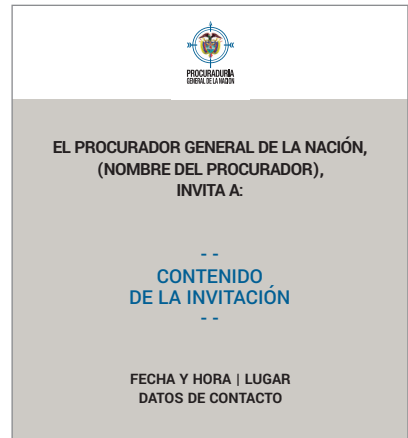 PROCURADURÍA
GENERAL DE LA NACIÓN
EL PROCURADOR GENERAL DE LA NACIÓN,
(NOMBRE DEL PROCURADOR),
INVITA A:
- -
CONTENIDO
DE LA INVITACIÓN
- -
FECHA Y HORA | LUGAR
DATOS DE CONTACTO